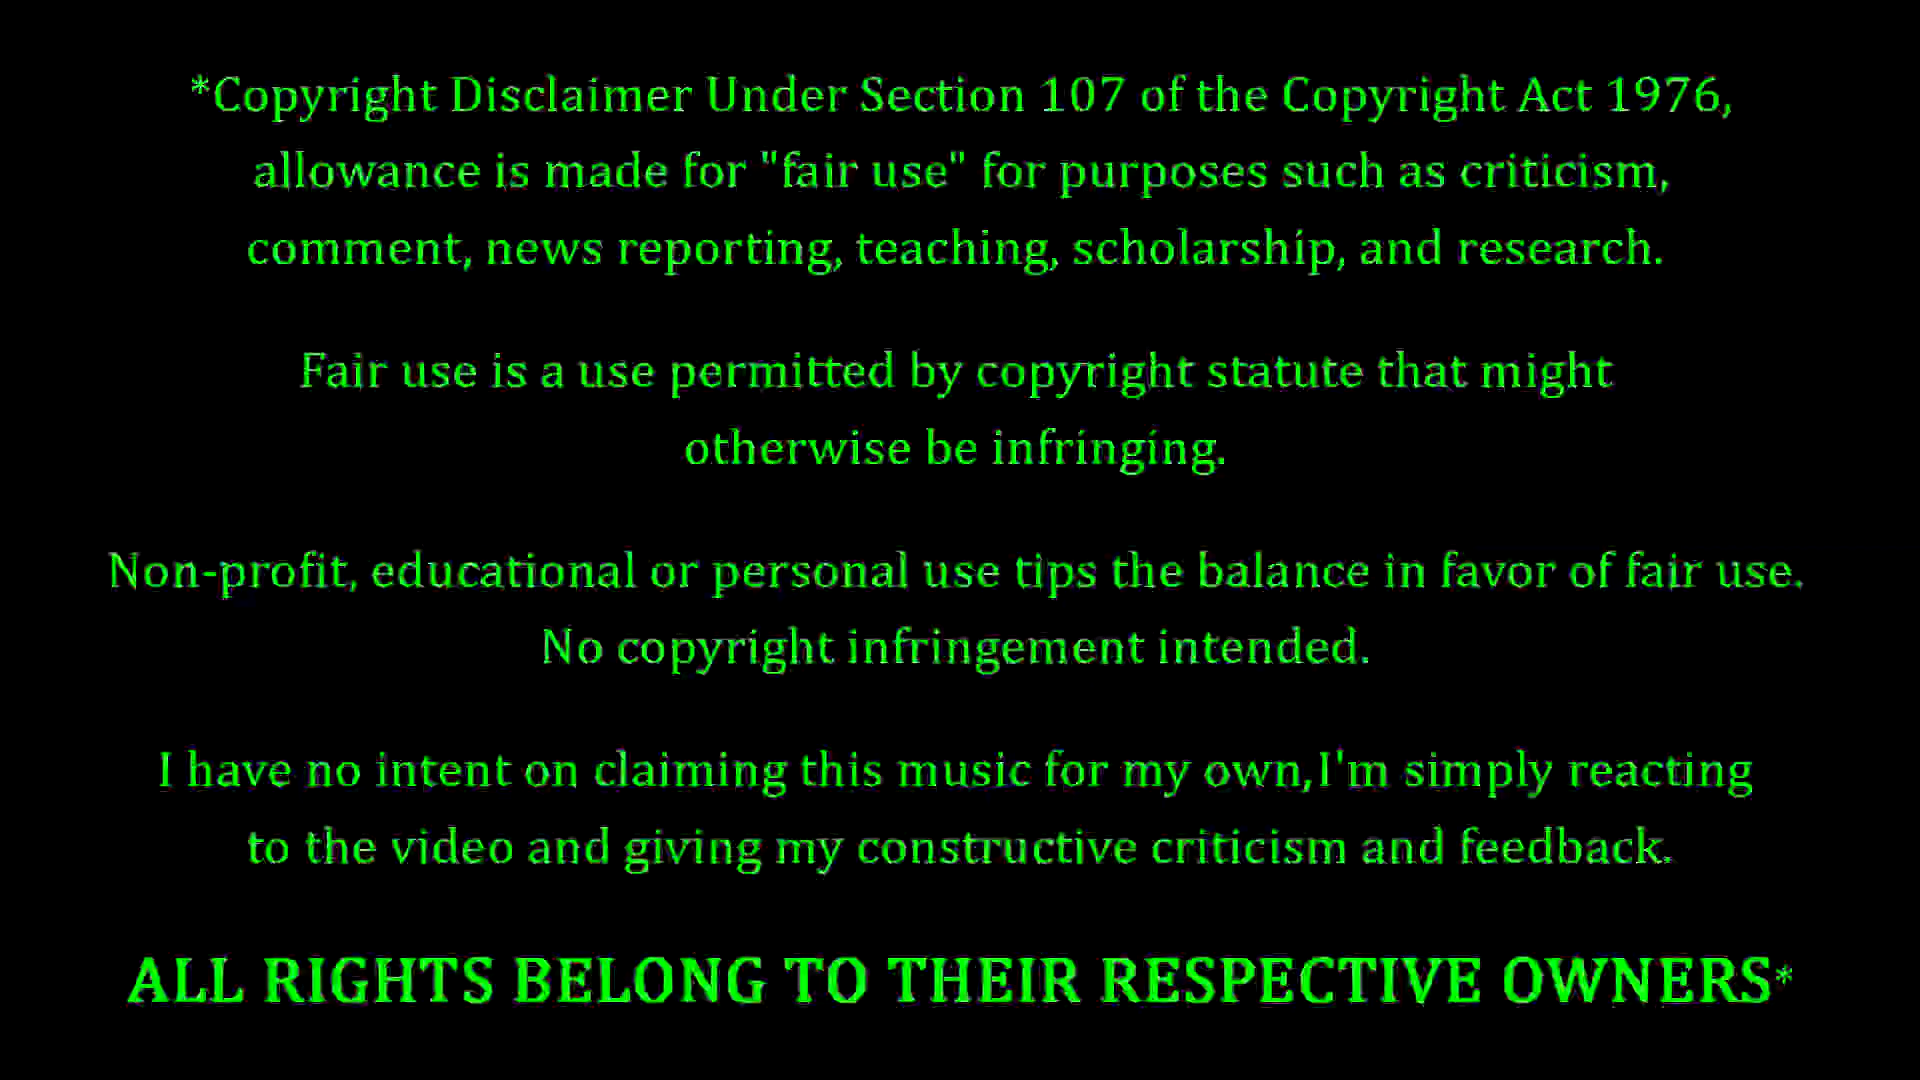 *Copyright Disclaimer Under Section 107 of the Copyright Act 1976,
allowance is made for "fair use" for purposes such as criticism,
comment, news reporting, teaching, scholarship, and research.
Fair use is a use permitted by copyright statute that might
otherwise be infringing.
Non-profit, educational or personal use tips the balance in favor of fair use.
No copyright infringement intended.
I have no intent on claiming this music for my own,I'm simply reacting
to the video and giving my constructive criticism and feedback.
ALL RIGHTS BELONG TO THEIR RESPECTIVE OWNERS*